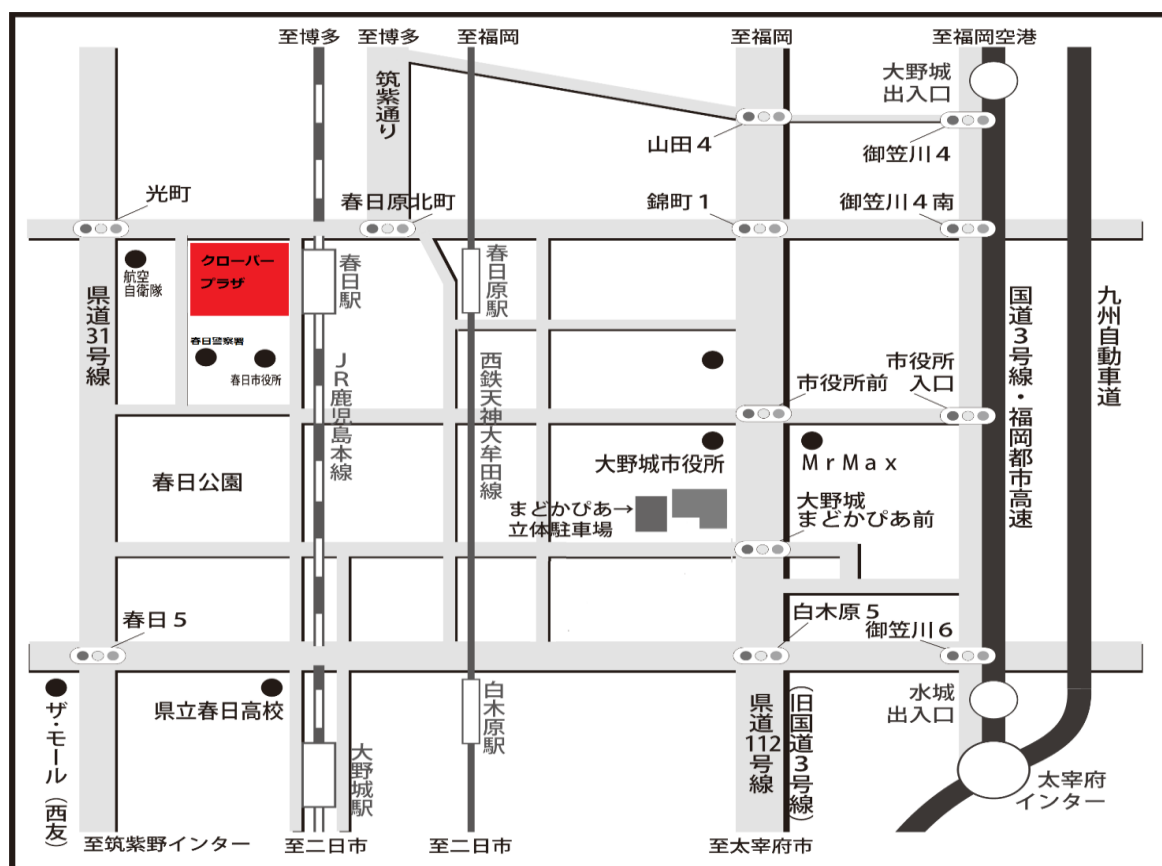 至博多
至博多
至福岡
至福岡
至福岡空港
大野城
出入口
筑紫通り
山田4
御笠川4
光町
春日原北町
錦町1
御笠川4南
航空
自衛隊
クローバー
プラザ
春日駅
春日原駅
県道31号線
春日警察署
春日市役所
JR鹿児島本線
西鉄天神大牟田線
市役所前
市役所
入口
国道3号線・福岡都市高速
九州自動車道
春日公園
大野城市役所
MrMax
まどかぴあ→
立体駐車場
大野城
まどかぴあ前
春日5
白木原5
御笠川6
ザ・モール(西友)
県立春日高校
大野城駅
白木原駅
県道112号線
(旧国道3号線)
水城
出入口
太宰府
インター
至筑紫野インター
至二日市
至二日市
至太宰府市